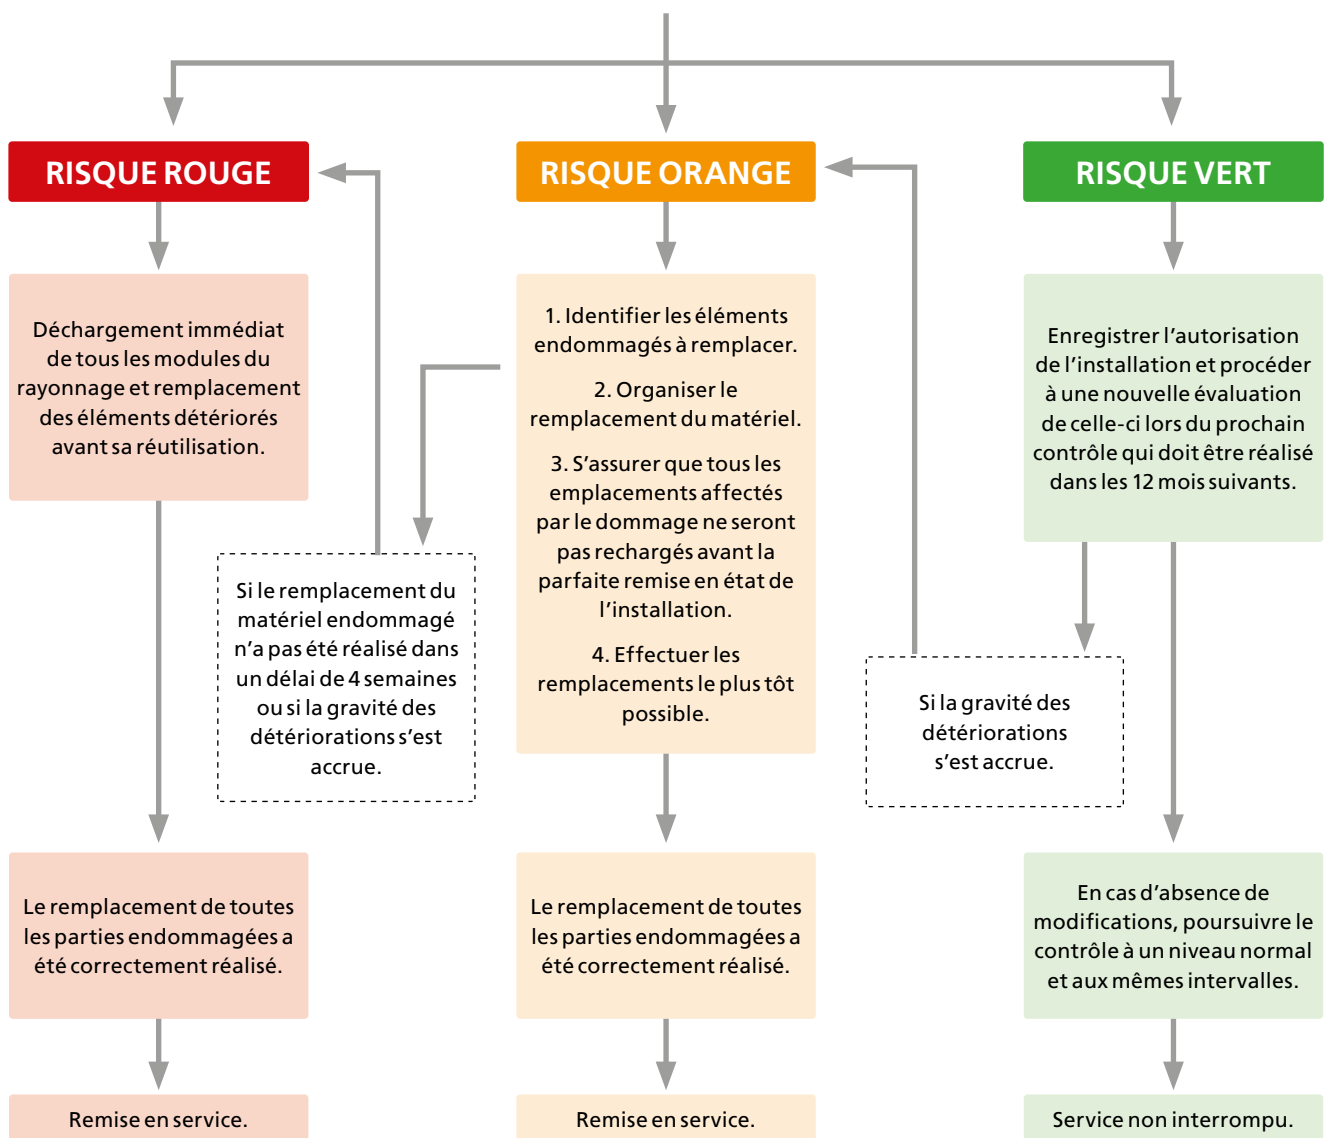 RISQUE ROUGE
Déchargement immédiat
de tous les modules du
rayonnage et remplacement
des éléments détériorés
avant sa réutilisation.
Si le remplacement du
matériel endommagé
n’a pas été réalisé dans
un délai de 4 semaines
ou si la gravité des
détériorations s’est
accrue.
Le remplacement de toutes
les parties endommagées a
été correctement réalisé.
Remise en service.
RISQUE ORANGE
1. Identifier les éléments
endommagés à remplacer.
2. Organiser le
remplacement du matériel.
3. S’assurer que tous les
emplacements affectés
par le dommage ne seront
pas rechargés avant la
parfaite remise en état de
l’installation.
4. Effectuer les
remplacements le plus tôt
possible.
Le remplacement de toutes
les parties endommagées a
été correctement réalisé.
Remise en service.
RISQUE VERT
Enregistrer l’autorisation
de l’installation et procéder
à une nouvelle évaluation
de celle-ci lors du prochain
contrôle qui doit être réalisé
dans les 12 mois suivants.
Si la gravité des
détériorations
s’est accrue.
En cas d’absence de
modifications, poursuivre le
contrôle à un niveau normal
et aux mêmes intervalles.
Service non interrompu.